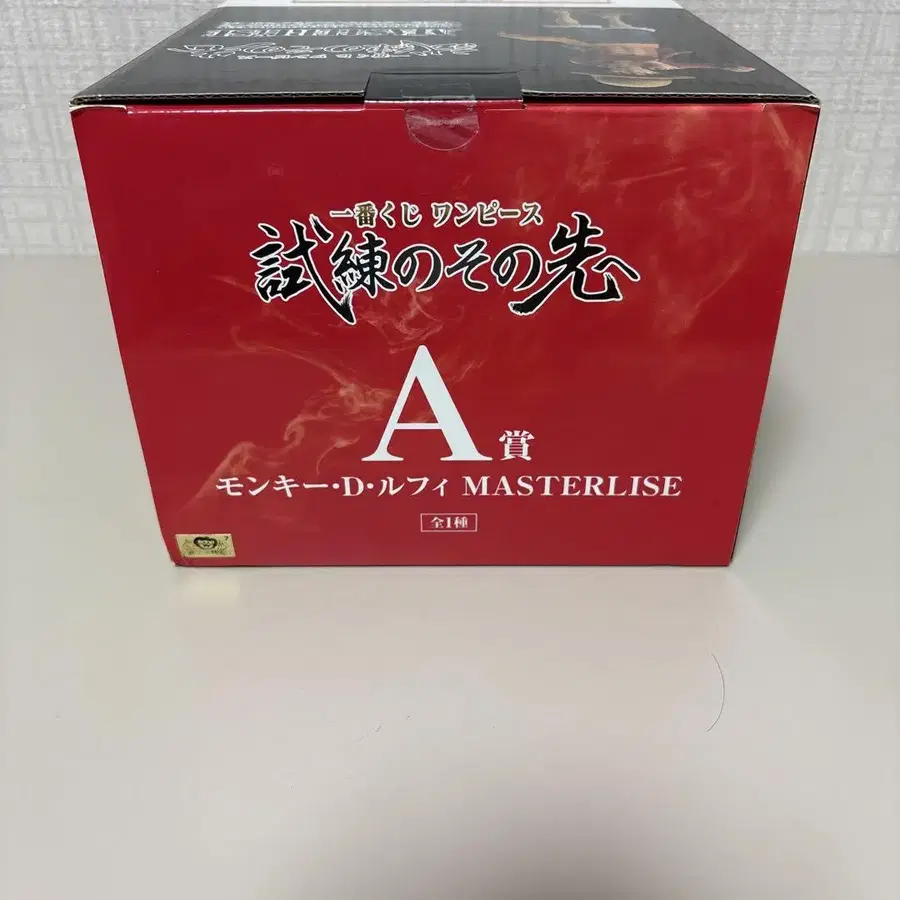 一番くじ ワンピース
試練のその先へ
A賞
モンキー・D・ルフィ MASTERLISE
全1種